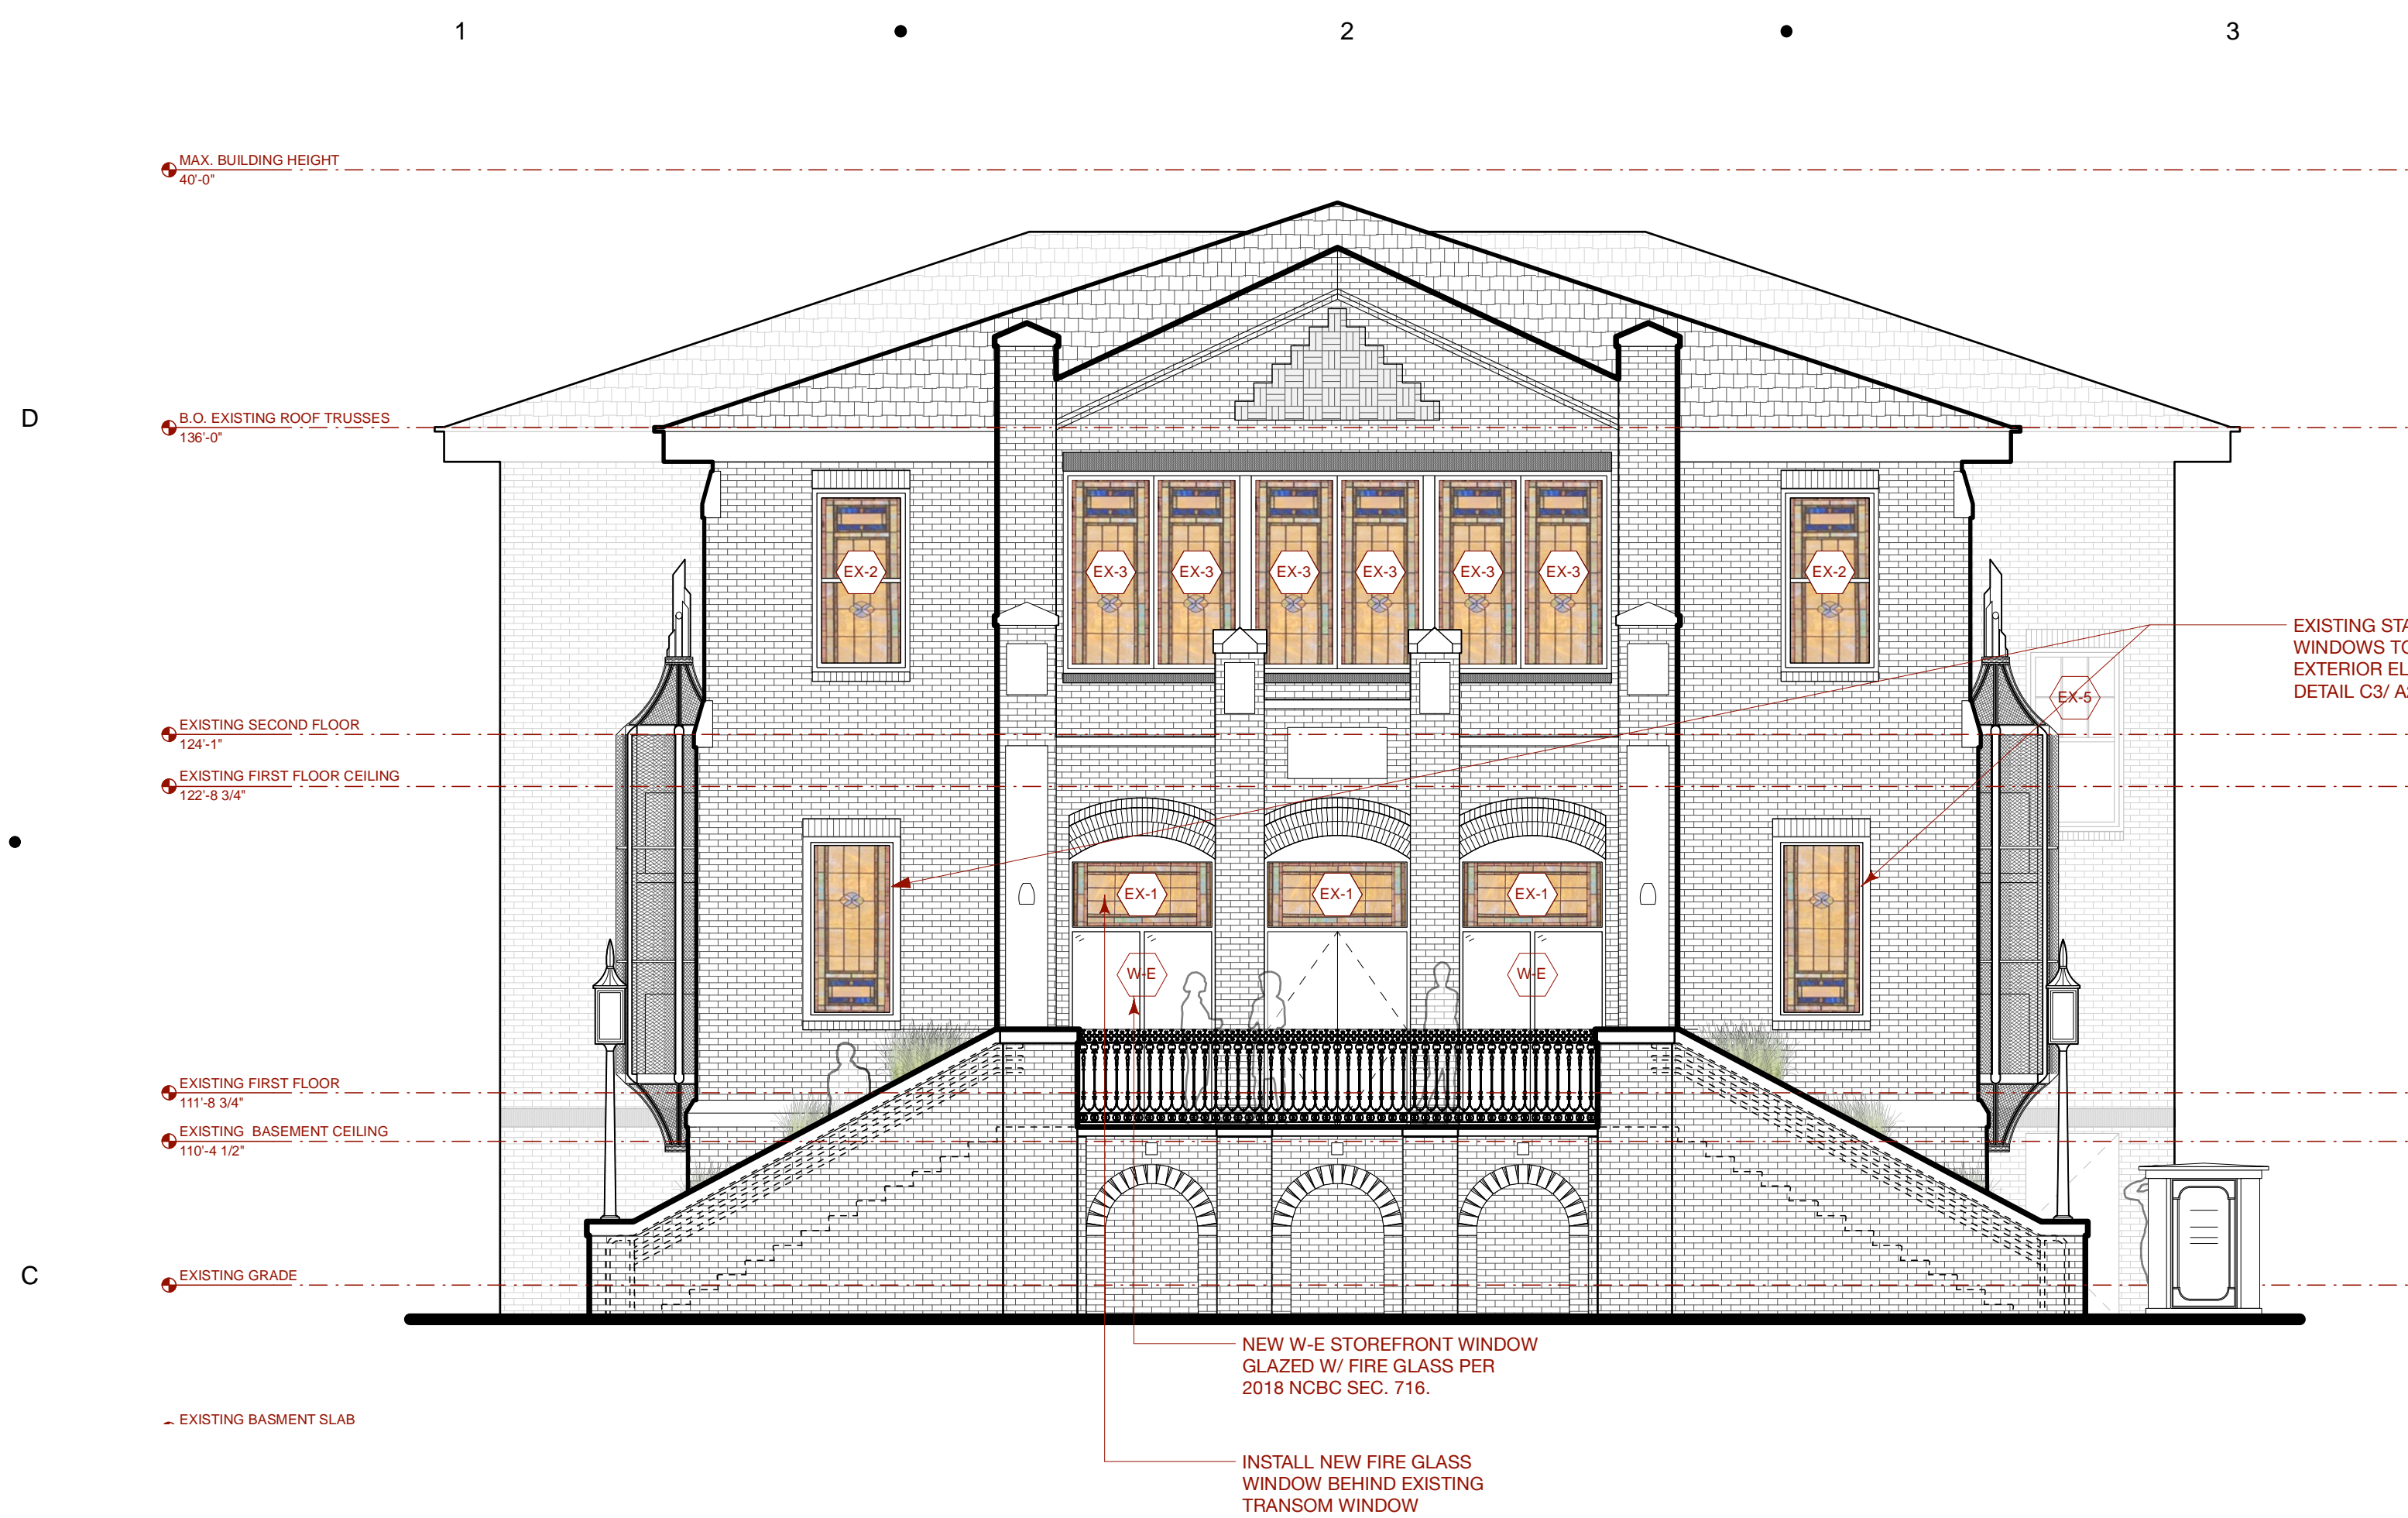 1
2
3
MAX. BUILDING HEIGHT
40'-0"
D
B.O. EXISTING ROOF TRUSSES
136'-0"
EX-2
EX-3
EX-3
EX-3
EX-3
EX-3
EX-3
EX-2
EXISTING STA
WINDOWS TO
EXTERIOR EL
DETAIL C3/ A
EX-5
EXISTING SECOND FLOOR
124'-1"
EXISTING FIRST FLOOR CEILING
122'-8 3/4"
EX-1
EX-1
EX-1
W-E
W-E
EXISTING FIRST FLOOR
111'-8 3/4"
EXISTING BASEMENT CEILING
110'-4 1/2"
C
EXISTING GRADE
NEW W-E STOREFRONT WINDOW
GLAZED W/ FIRE GLASS PER
2018 NCBC SEC. 716.
EXISTING BASMENT SLAB
INSTALL NEW FIRE GLASS
WINDOW BEHIND EXISTING
TRANSOM WINDOW